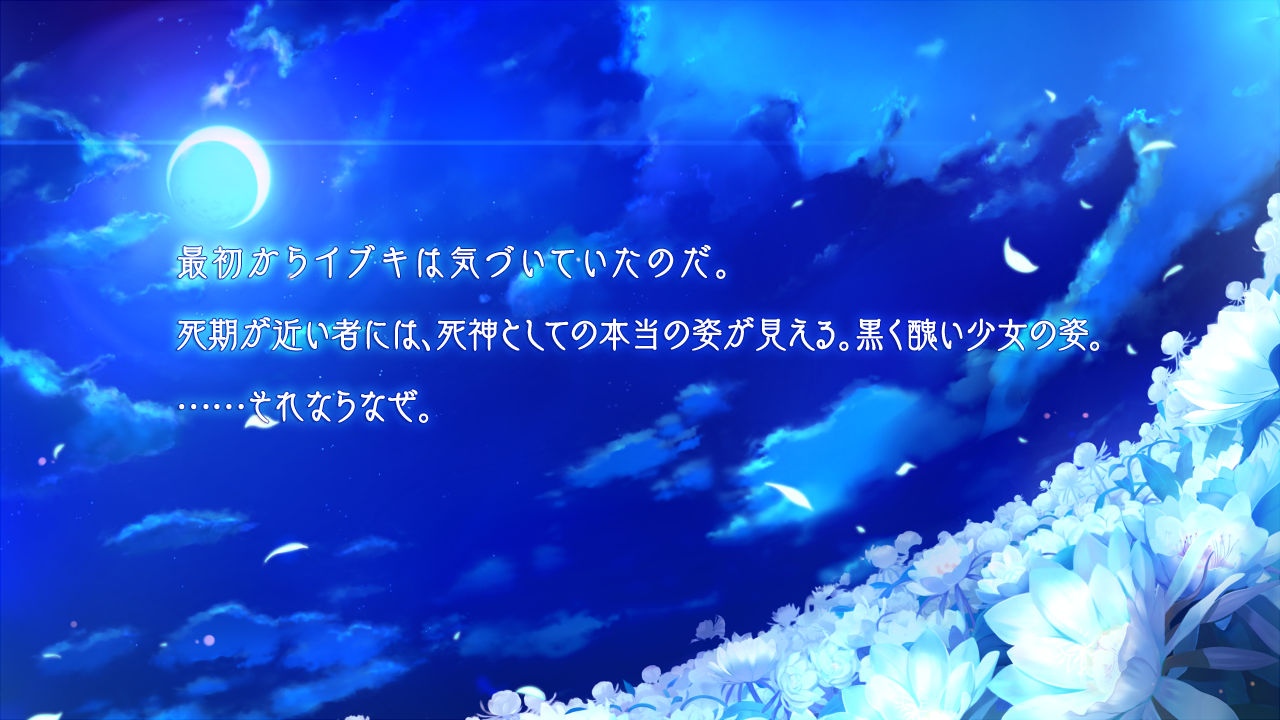 最初からイブキは気づいていたのだ。
死期が近い者には、死神としての本当の姿が見える。黒く醜い少女の姿。
……それならなぜ。